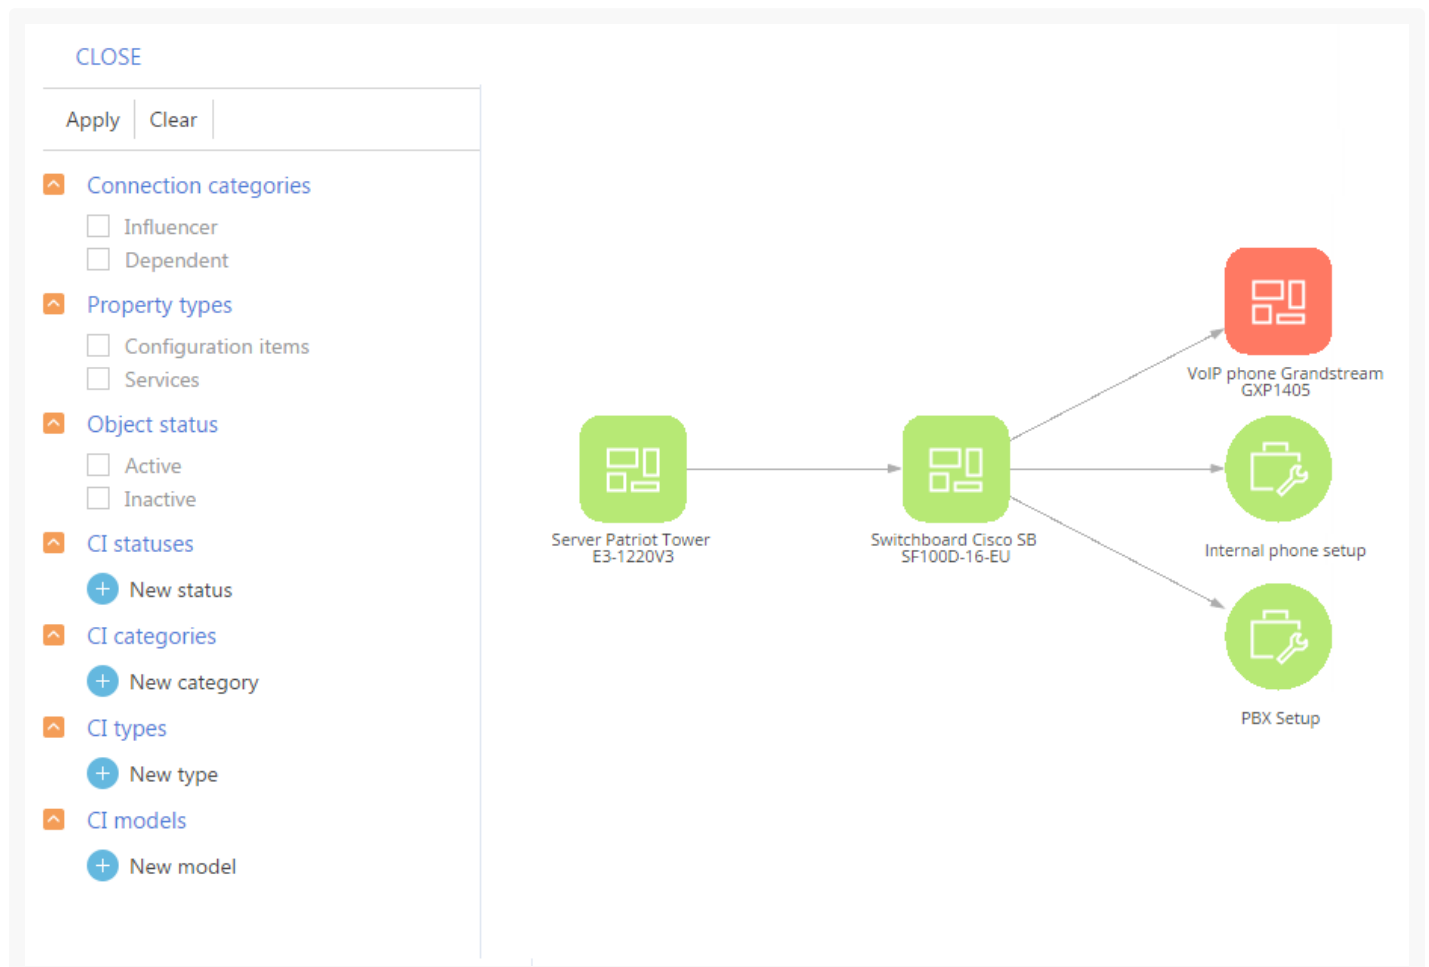 CLOSE
Apply
Clear
Connection categories
Influencer
Dependent
Property types
Configuration items
Services
Object status
Active
Inactive
CI statuses
New status
CI categories
New category
CI types
New type
CI models
New model
Server Patriot Tower
E3-1220V3
Switchboard Cisco SB
SF100D-16-EU
VoIP phone Grandstream
GXP1405
Internal phone setup
PBX Setup